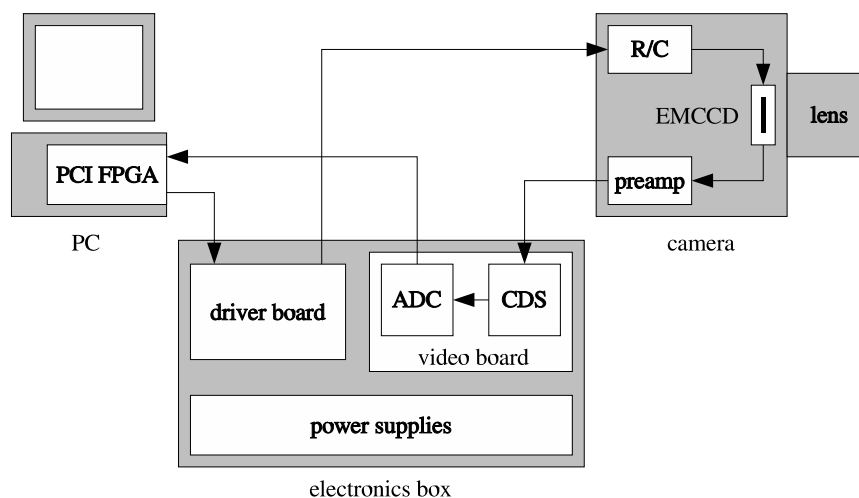 R/C
EMCCD
lens
PCI FPGA
preamp
PC
camera
driver board
ADC
CDS
video board
power supplies
electronics box